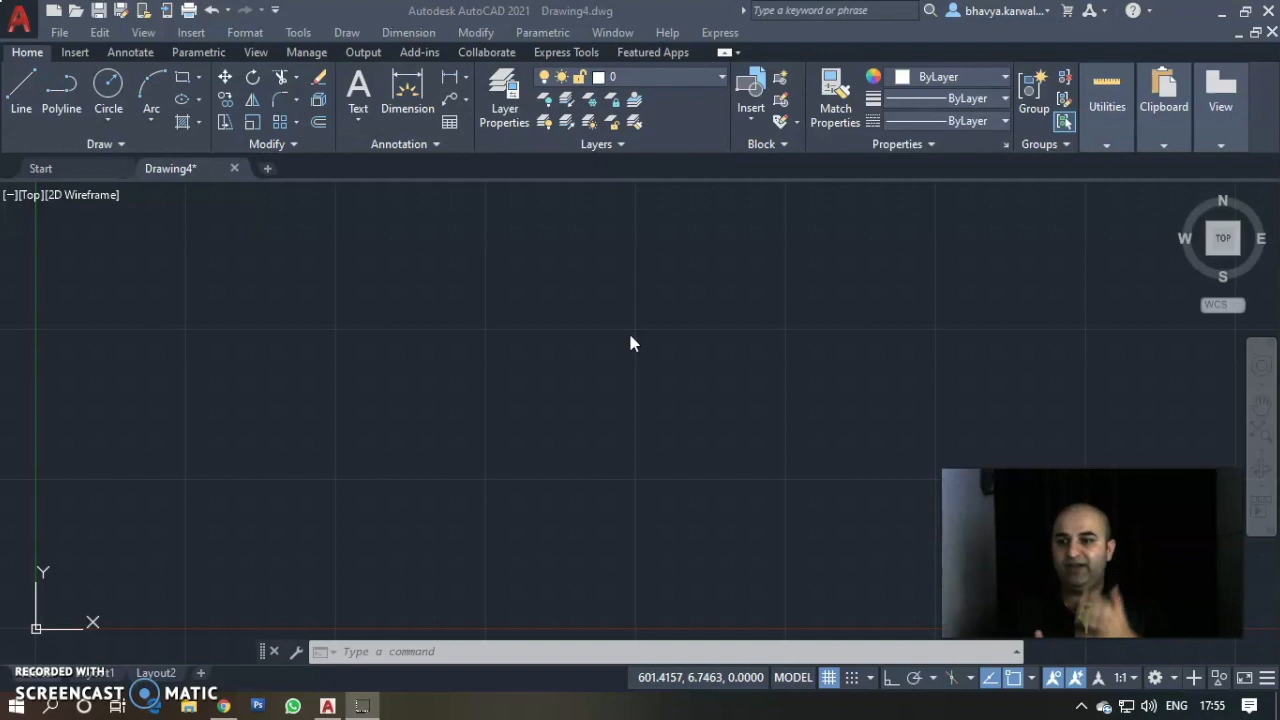 Autodesk AutoCAD 2021 Drawing4.dwg
Type a keyword or phrase
bhavya.karwal...
File Edit View Insert Format Tools Draw Dimension Modify Parametric Window Help Express
Home Insert Annotate Parametric View Manage Output Add-ins Collaborate Express Tools Featured Apps
0
ByLayer
ByLayer
ByLayer
Line Polyline Circle Arc
Text Dimension
Layer Properties
Insert
Match Properties
Group
Utilities Clipboard View
Draw Modify Annotation Layers Block Properties Groups
Start Drawing4*
[−][Top][2D Wireframe]
N
W TOP E
S
WCS
Y
X
Type a command
Layout2
601.4157, 6.7463, 0.0000 MODEL 1:1
RECORDED WITH
SCREENCAST MATIC
ENG 17:55